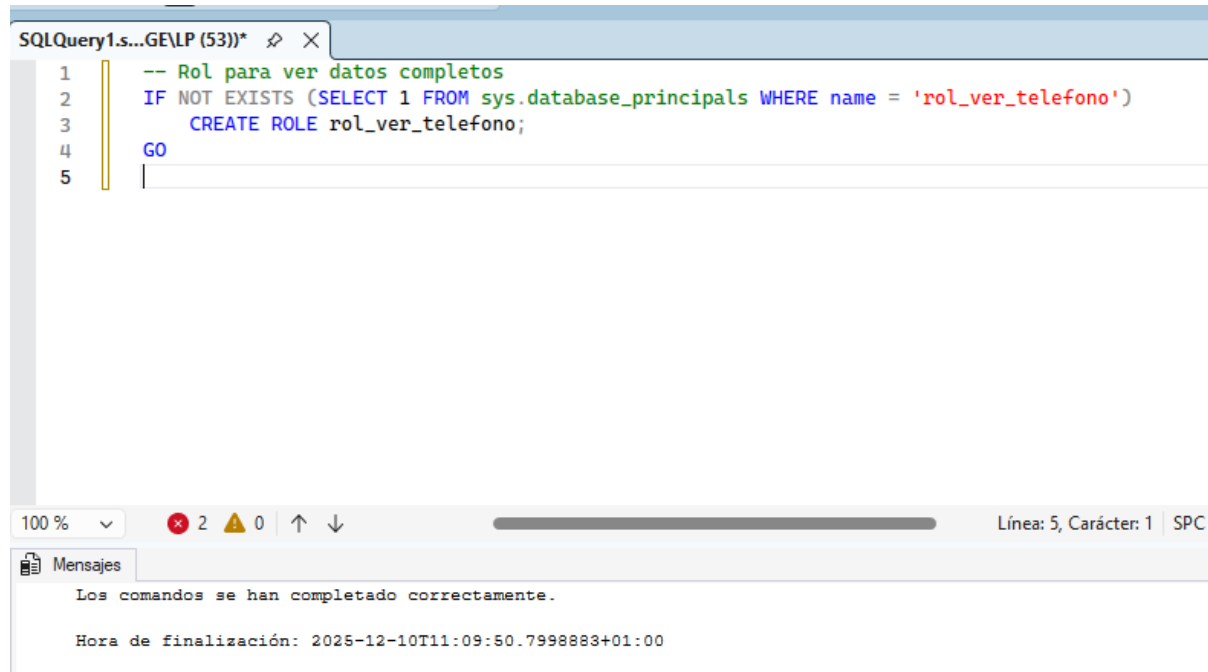 SQLQuery1.s...GE\LP (53))*
1 -- Rol para ver datos completos
2 IF NOT EXISTS (SELECT 1 FROM sys.database_principals WHERE name = 'rol_ver_telefono')
3 CREATE ROLE rol_ver_telefono;
4 GO
5
100 % 2 0 Línea: 5, Carácter: 1 SPC
Mensajes
Los comandos se han completado correctamente.
Hora de finalización: 2025-12-10T11:09:50.7998883+01:00